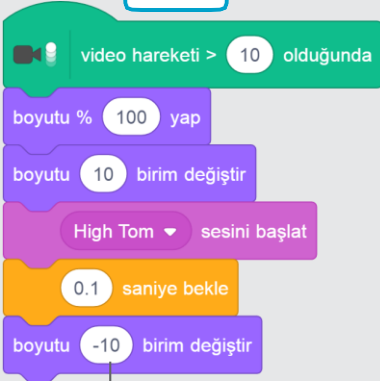 video hareketi > 10 olduğunda
boyutu % 100 yap
boyutu 10 birim değiştir
High Tom sesini başlat
0.1 saniye bekle
boyutu -10 birim değiştir